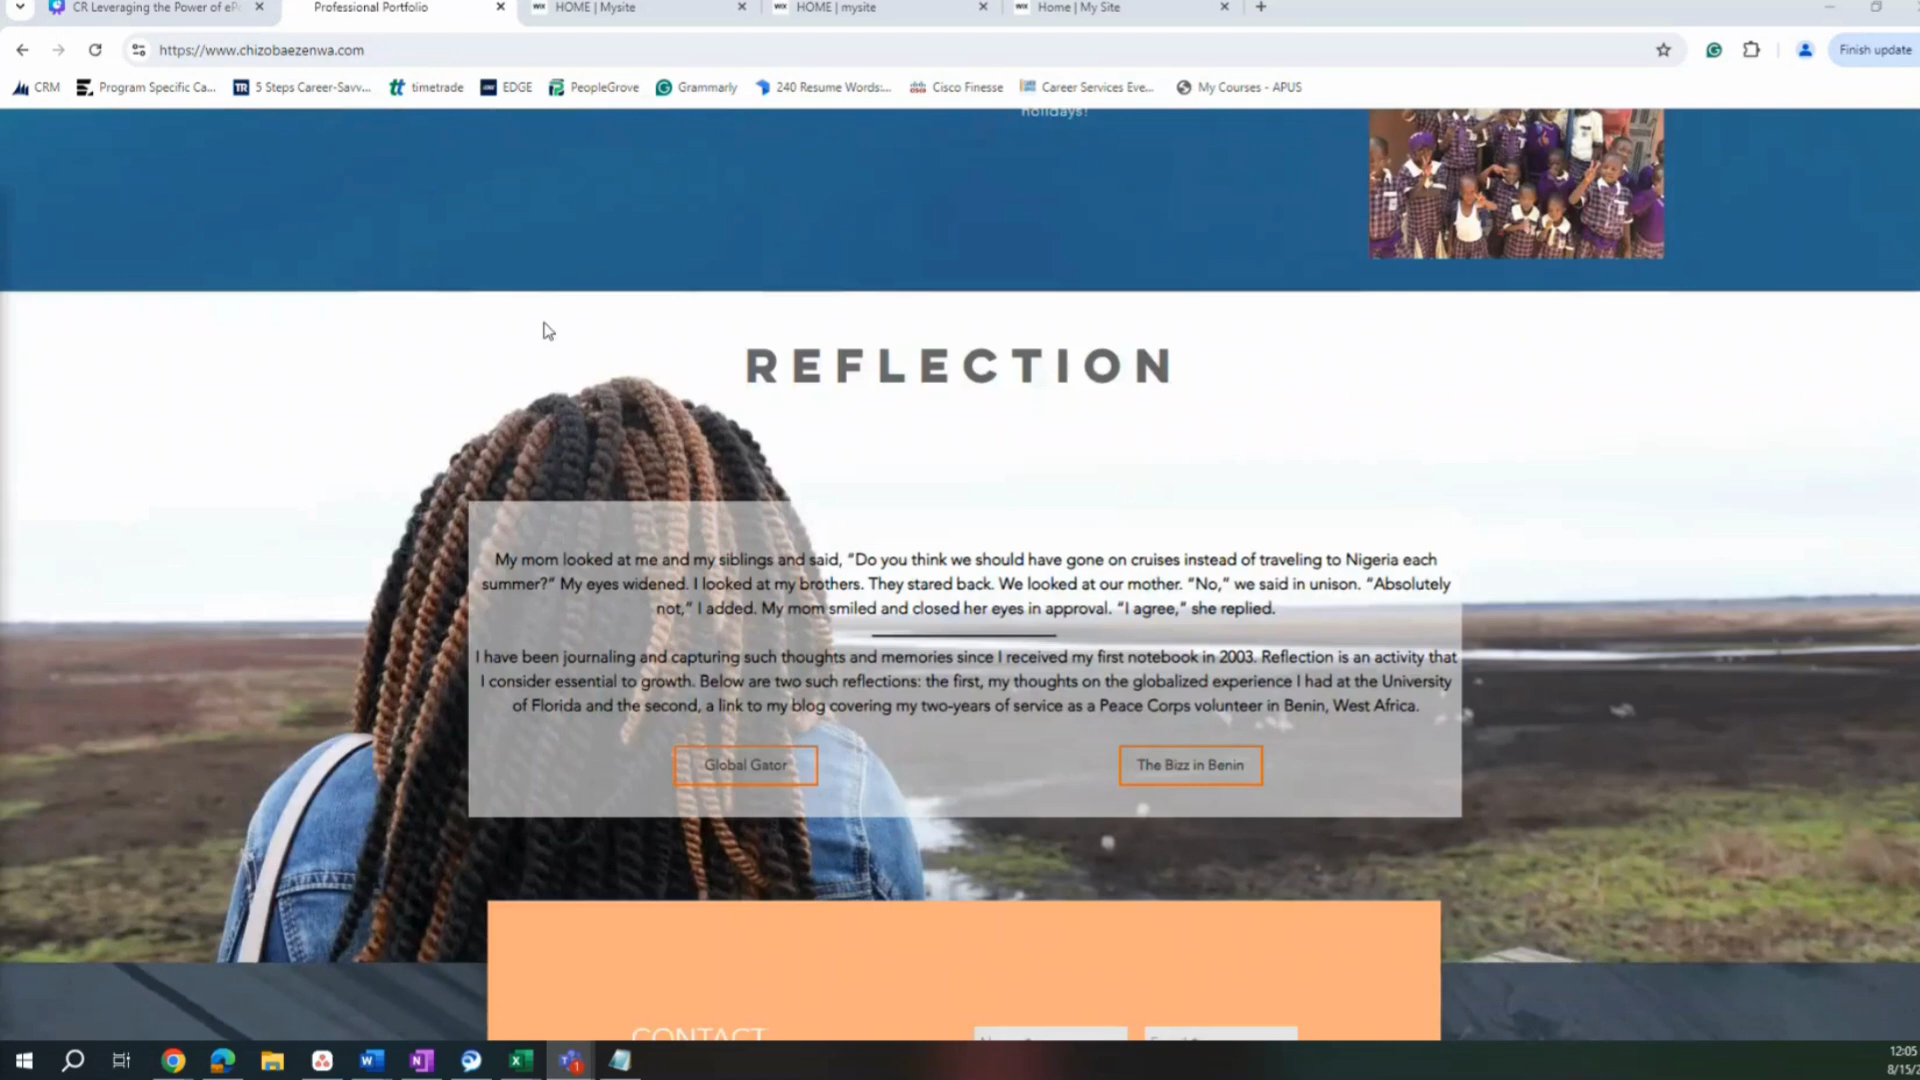 CR Leveraging the Power of eP
Professional Portfolio
HOME | Mysite
HOME | mysite
Home | My Site
https://www.chizobaezenwa.com
Finish update
CRM
Program Specific Ca...
5 Steps Career-Savv...
timetrade
EDGE
PeopleGrove
Grammarly
240 Resume Words:...
Cisco Finesse
Career Services Eve...
My Courses - APUS
holidays!
REFLECTION
My mom looked at me and my siblings and said, “Do you think we should have gone on cruises instead of traveling to Nigeria each
summer?” My eyes widened. I looked at my brothers. They stared back. We looked at our mother. “No,” we said in unison. “Absolutely
not,” I added. My mom smiled and closed her eyes in approval. “I agree,” she replied.
I have been journaling and capturing such thoughts and memories since I received my first notebook in 2003. Reflection is an activity that
I consider essential to growth. Below are two such reflections: the first, my thoughts on the globalized experience I had at the University
of Florida and the second, a link to my blog covering my two-years of service as a Peace Corps volunteer in Benin, West Africa.
Global Gator
The Bizz in Benin
CONTACT
12:05
8/15/2